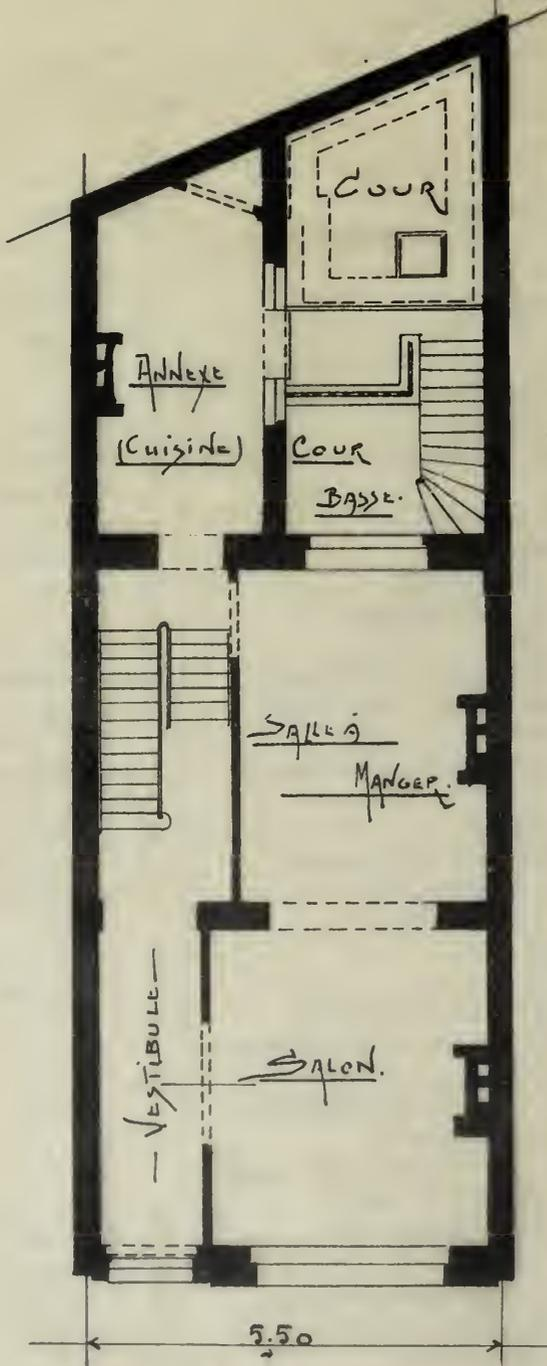 COUR
ANNEXE
(CUISINE)
COUR
BASSE.
SALLE À
MANGER.
VESTIBULE
SALON.
5.50